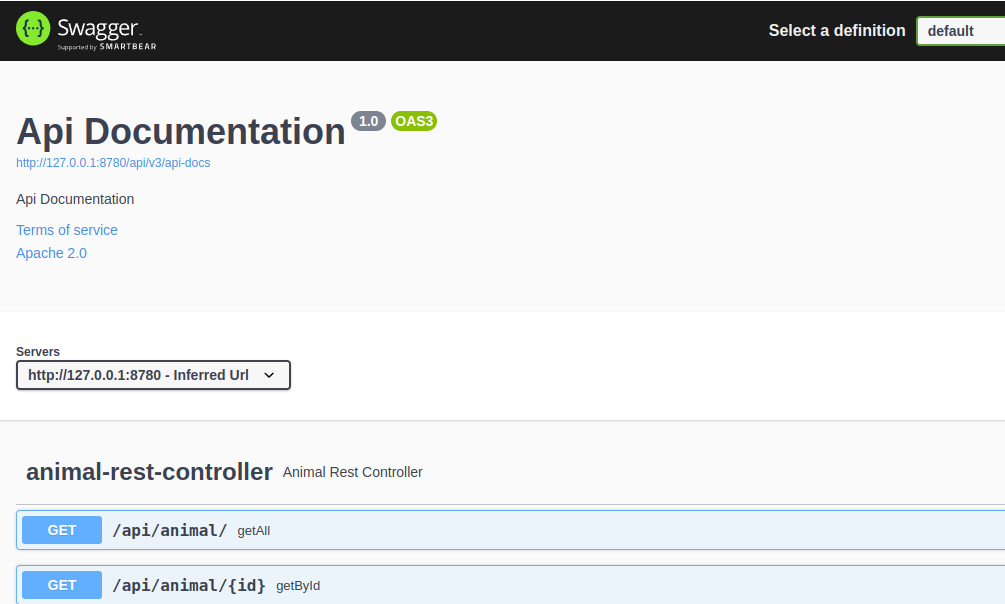 Swagger
Supported by SMARTBEAR
Select a definition
default
Api Documentation 1.0 OAS3
http://127.0.0.1:8780/api/v3/api-docs
Api Documentation
Terms of service
Apache 2.0
Servers
http://127.0.0.1:8780 - Inferred Url
animal-rest-controller Animal Rest Controller
GET /api/animal/ getAll
GET /api/animal/{id} getById